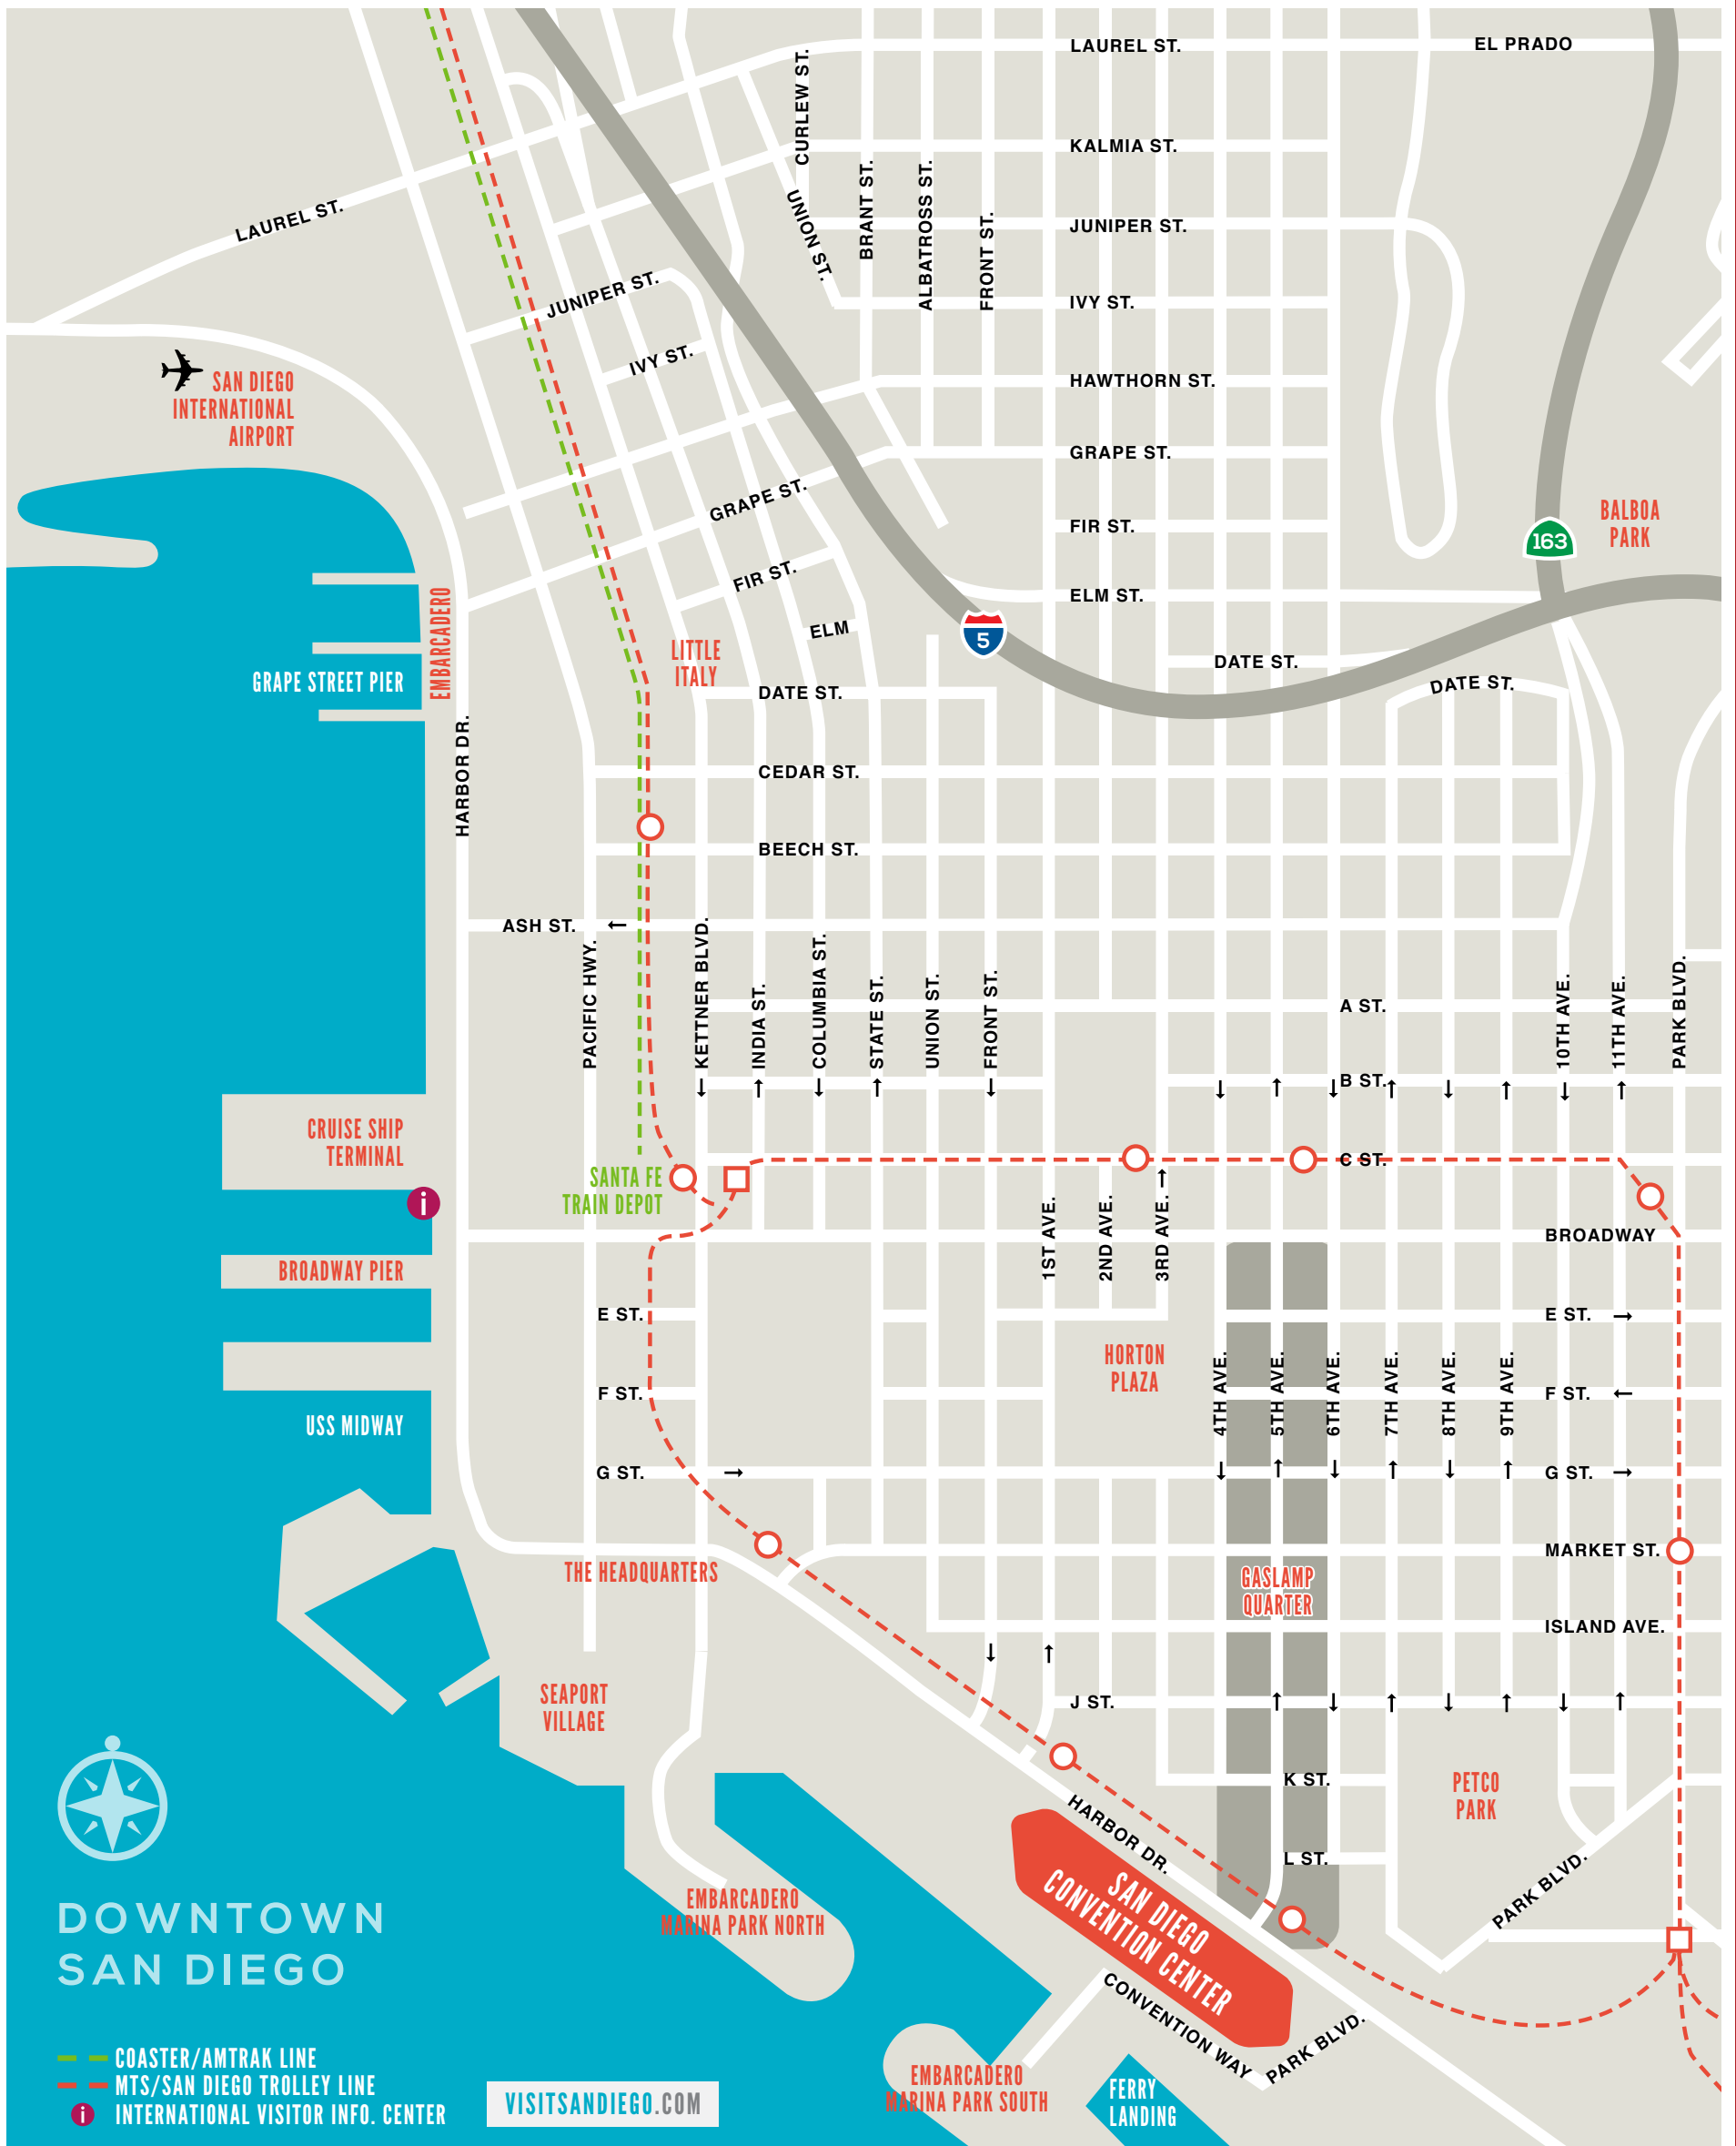 LAUREL ST.
EL PRADO
CURLEW ST.
KALMIA ST.
BRANT ST.
ALBATROSS ST.
UNION ST.
LAUREL ST.
FRONT ST.
JUNIPER ST.
JUNIPER ST.
IVY ST.
IVY ST.
SAN DIEGO
INTERNATIONAL
AIRPORT
HAWTHORN ST.
GRAPE ST.
GRAPE ST.
FIR ST.
BALBOA
PARK
163
FIR ST.
ELM ST.
EMBARCADERO
ELM
5
LITTLE
ITALY
DATE ST.
GRAPE STREET PIER
DATE ST.
DATE ST.
HARBOR DR.
CEDAR ST.
BEECH ST.
ASH ST.
PACIFIC HWY.
KETTNER BLVD.
INDIA ST.
COLUMBIA ST.
STATE ST.
UNION ST.
FRONT ST.
A ST.
10TH AVE.
11TH AVE.
PARK BLVD.
B ST.
CRUISE SHIP
TERMINAL
C ST.
SANTA FE
TRAIN DEPOT
i
1ST AVE.
2ND AVE.
3RD AVE.
BROADWAY
BROADWAY PIER
E ST.
E ST.
HORTON
PLAZA
4TH AVE.
5TH AVE.
6TH AVE.
7TH AVE.
8TH AVE.
9TH AVE.
F ST.
F ST.
USS MIDWAY
G ST.
G ST.
MARKET ST.
THE HEADQUARTERS
GASLAMP
QUARTER
ISLAND AVE.
SEAPORT
VILLAGE
J ST.
K ST.
PETCO
PARK
HARBOR DR.
L ST.
PARK BLVD.
SAN DIEGO
CONVENTION CENTER
EMBARCADERO
MARINA PARK NORTH
DOWNTOWN
SAN DIEGO
CONVENTION WAY
PARK BLVD.
COASTER/AMTRAK LINE
MTS/SAN DIEGO TROLLEY LINE
i INTERNATIONAL VISITOR INFO. CENTER
VISITSANDIEGO.COM
EMBARCADERO
MARINA PARK SOUTH
FERRY
LANDING